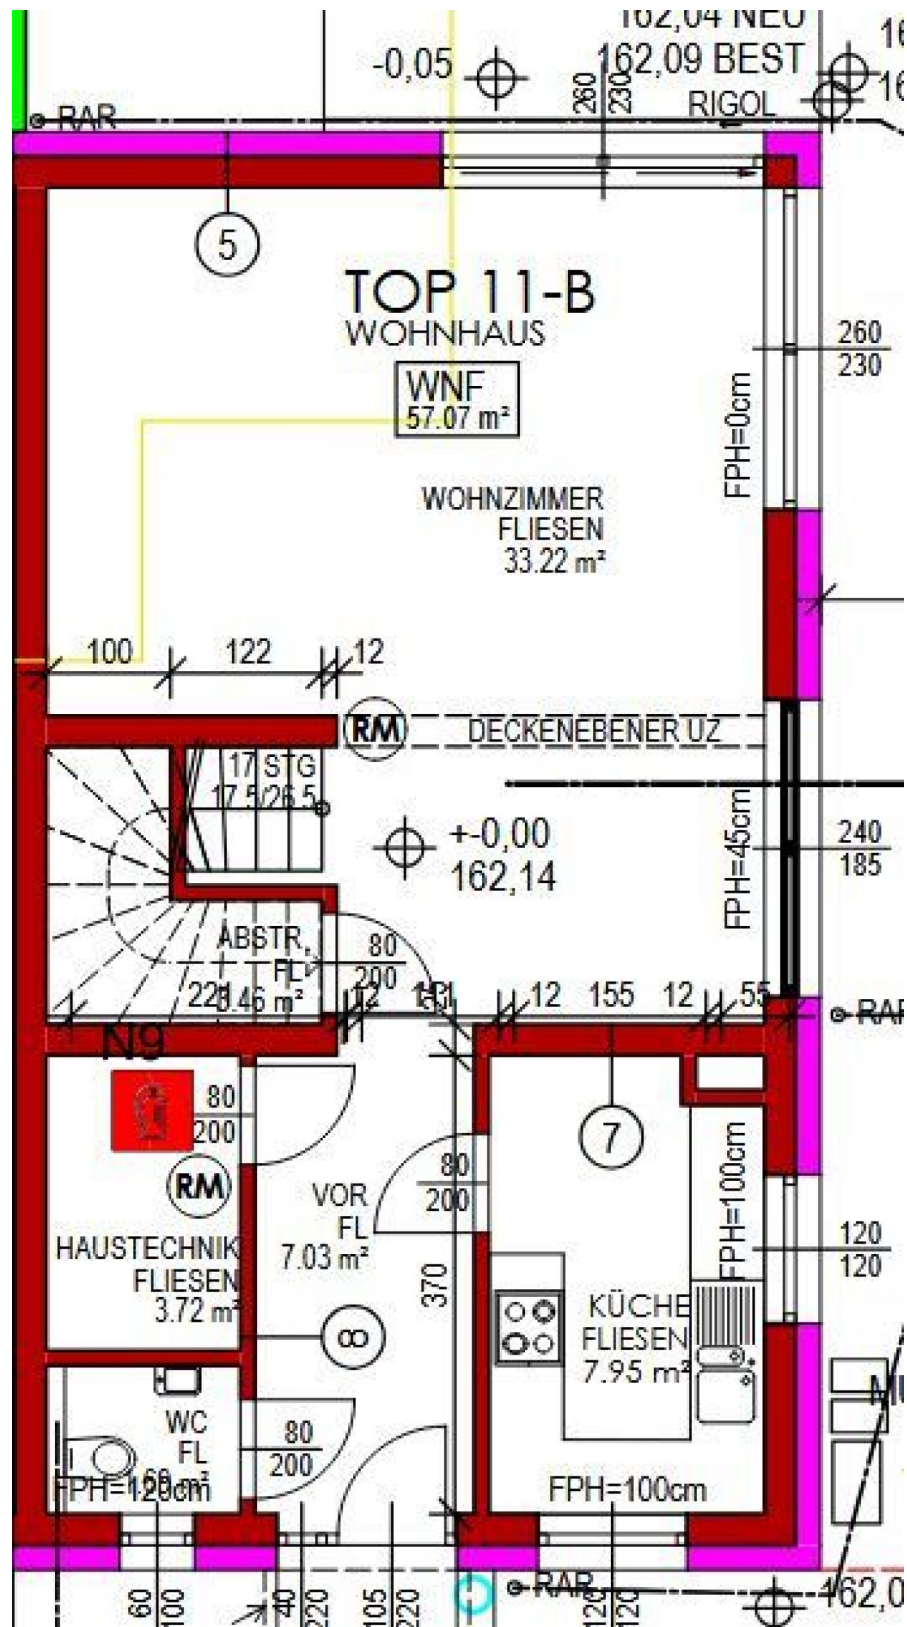 162,04 NEU
-0,05
162,09 BEST
260
230
RIGOL
RAR
5
TOP 11-B
WOHNHAUS
WNF
57.07 m²
260
230
FPH=0cm
WOHNZIMMER
FLIESEN
33.22 m²
100 122 12
RM
DECKENEBENER UZ
17 STG
17.5/26.5
+-0,00
162,14
FPH=45cm
240
185
ABSTR.
FL
80
200
12 155 12 55
RAR
N9
80
200
7
RM
VOR
FL
7.03 m²
80
200
FPH=100cm
HAUSTECHNIK
FLIESEN
3.72 m²
120
120
370
8
KÜCHE
FLIESEN
7.95 m²
WC
FL
80
200
FPH=120cm
FPH=100cm
RAR
60
100
40
220
105
220
120
120
162,0